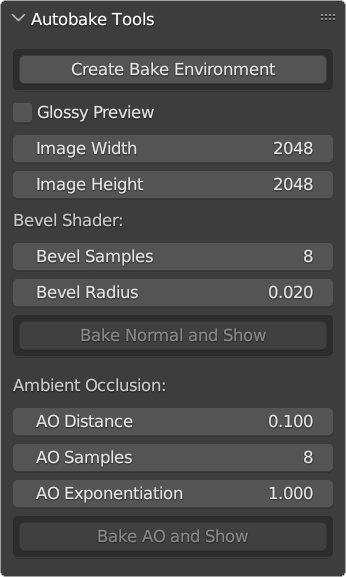 Autobake Tools
Create Bake Environment
Glossy Preview
Image Width 2048
Image Height 2048
Bevel Shader:
Bevel Samples 8
Bevel Radius 0.020
Bake Normal and Show
Ambient Occlusion:
AO Distance 0.100
AO Samples 8
AO Exponentiation 1.000
Bake AO and Show